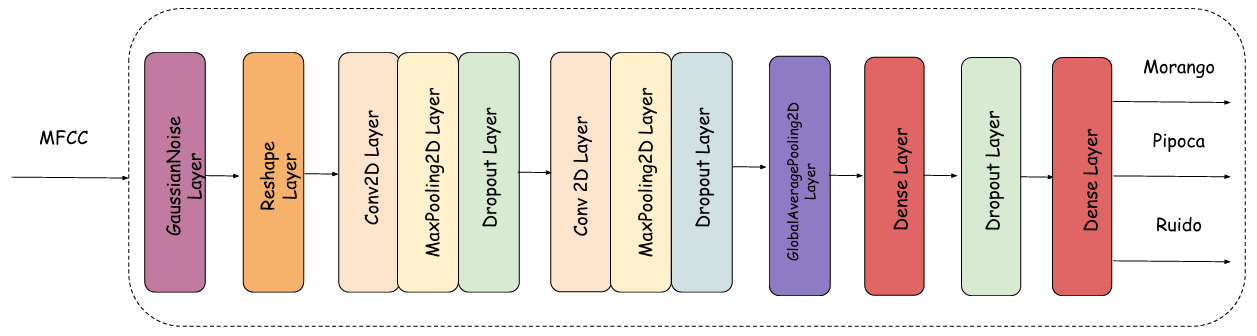 MFCC
GaussianNoise
Layer
Reshape
Layer
Conv2D Layer
MaxPooling2D Layer
Dropout Layer
Conv 2D Layer
MaxPooling2D Layer
Dropout Layer
GlobalAveragePooling2D
Layer
Dense Layer
Dropout Layer
Dense Layer
Morango
Pipoca
Ruido